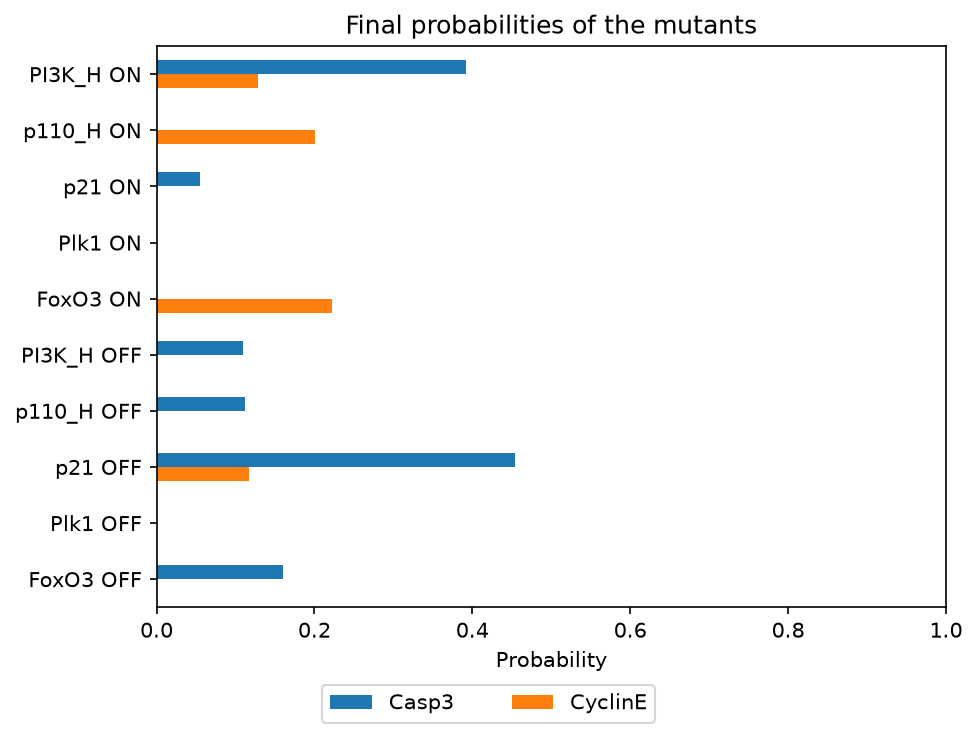 Final probabilities of the mutants
PI3K_H ON
p110_H ON
p21 ON
Plk1 ON
FoxO3 ON
PI3K_H OFF
p110_H OFF
p21 OFF
Plk1 OFF
FoxO3 OFF
0.0 0.2 0.4 0.6 0.8 1.0
Probability
Casp3 CyclinE